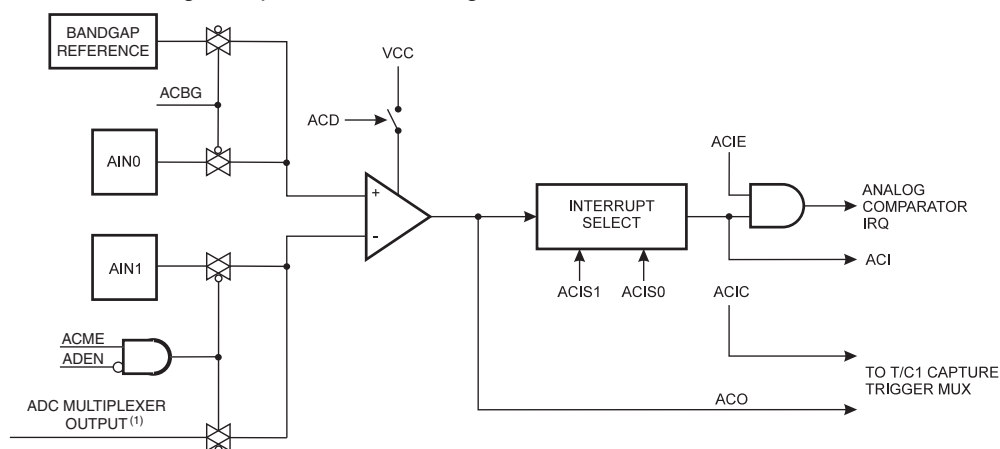 BANDGAP
REFERENCE
VCC
ACBG
ACD
AIN0
ACIE
+
INTERRUPT
SELECT
ANALOG
COMPARATOR
IRQ
-
AIN1
ACI
ACIS1
ACIS0
ACIC
ACME
ADEN
TO T/C1 CAPTURE
TRIGGER MUX
ACO
ADC MULTIPLEXER
OUTPUT (1)